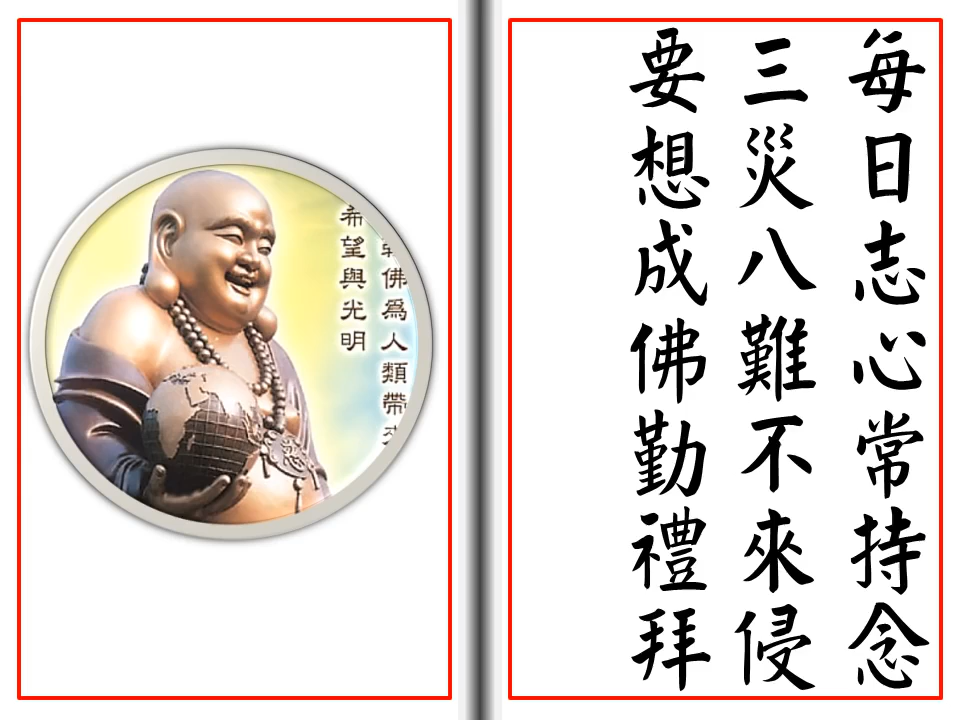 每日志心常持念
三災八難不來侵
要想成佛勤禮拜
佛為人類帶
希望與光明